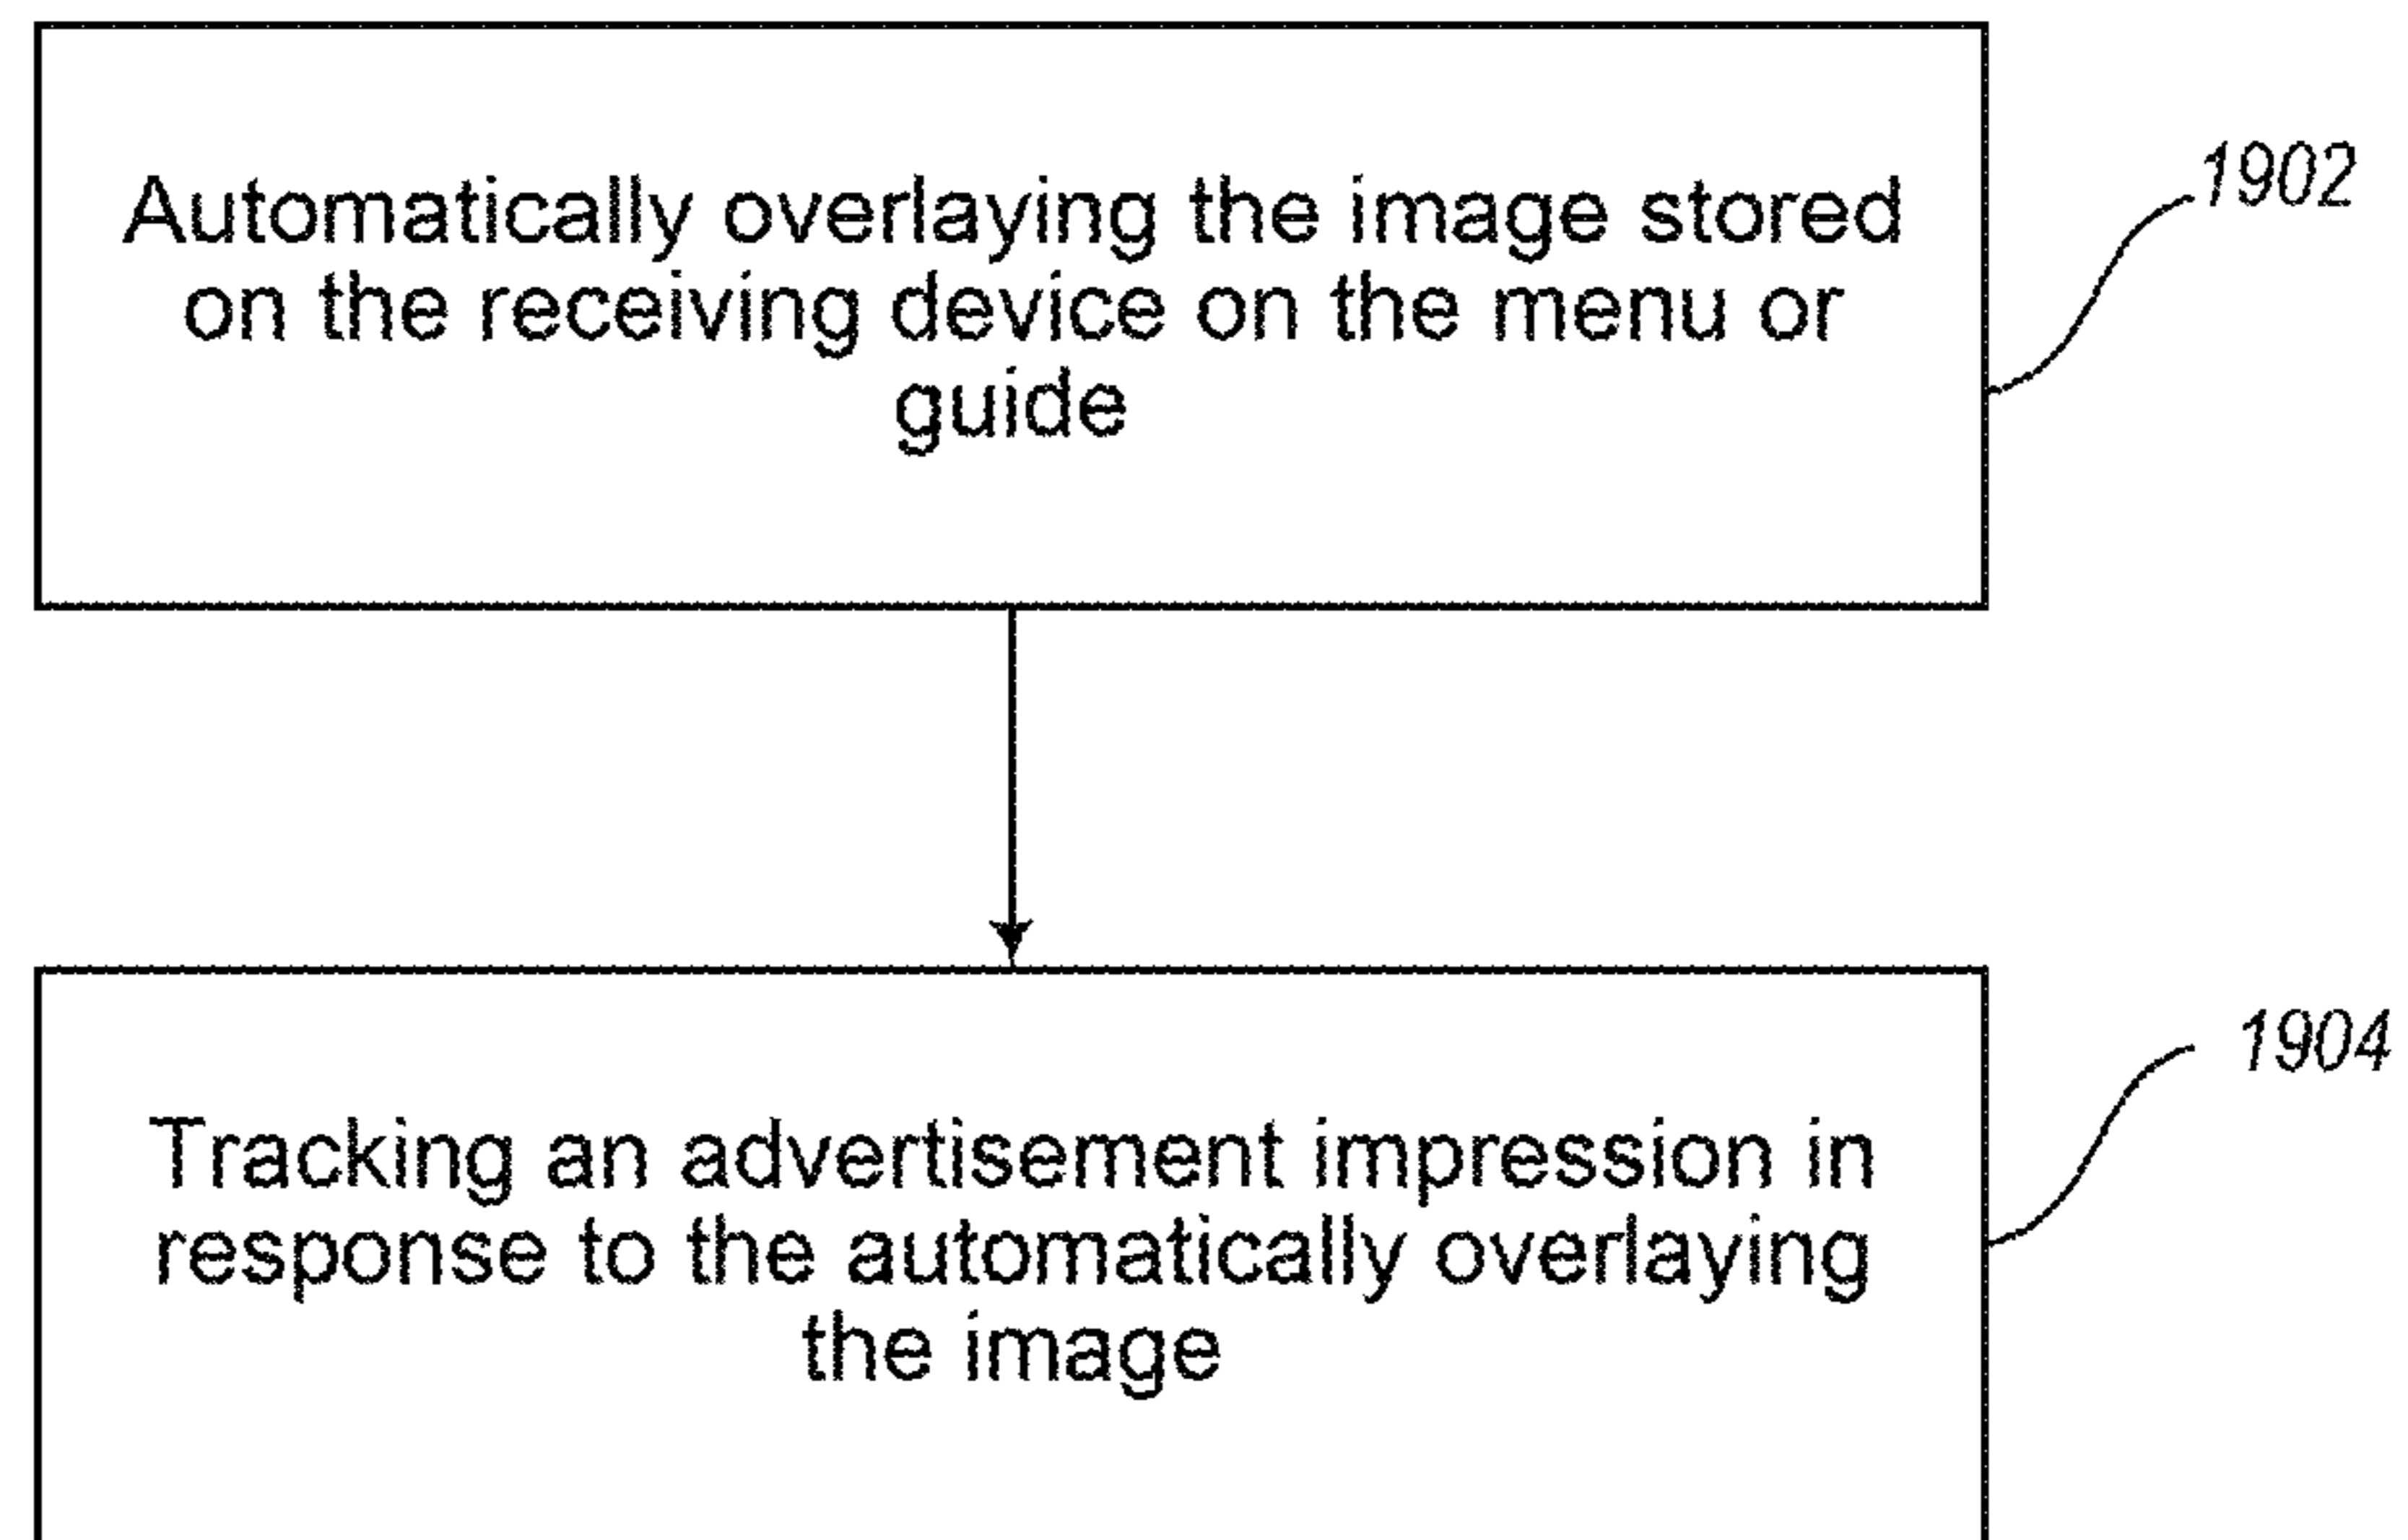 Automatically overlaying the image stored
on the receiving device on the menu or
guide
1902
Tracking an advertisement impression in
response to the automatically overlaying
the image
1904